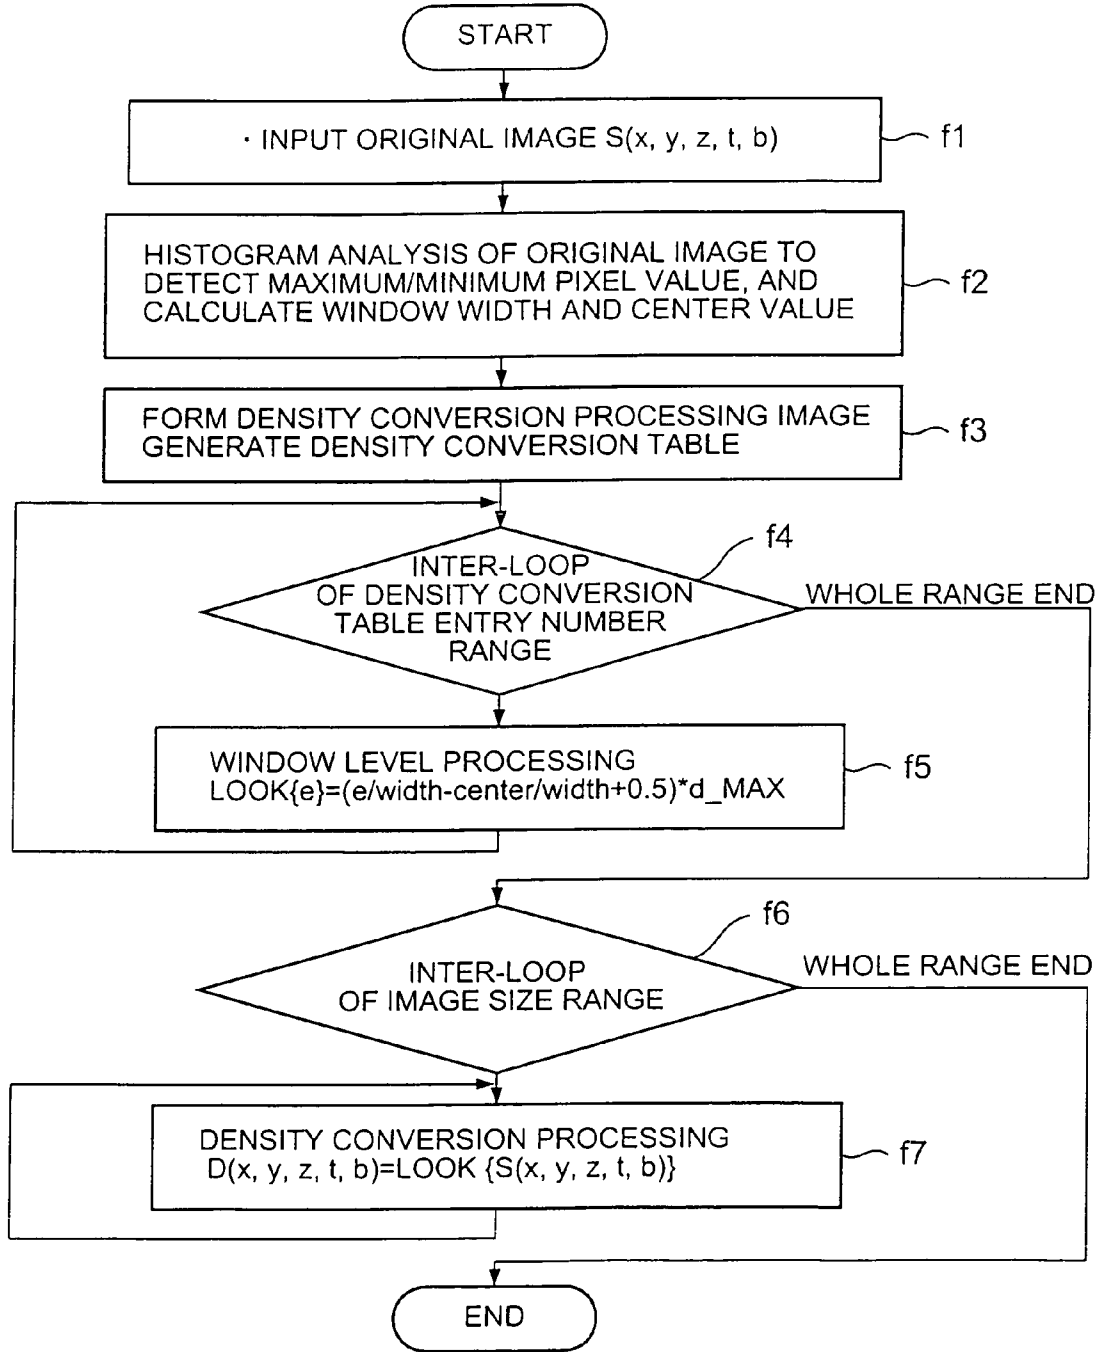 START
· INPUT ORIGINAL IMAGE S(x, y, z, t, b)
f1
HISTOGRAM ANALYSIS OF ORIGINAL IMAGE TO
DETECT MAXIMUM/MINIMUM PIXEL VALUE, AND
CALCULATE WINDOW WIDTH AND CENTER VALUE
f2
FORM DENSITY CONVERSION PROCESSING IMAGE
GENERATE DENSITY CONVERSION TABLE
f3
f4
INTER-LOOP
OF DENSITY CONVERSION
TABLE ENTRY NUMBER
RANGE
WHOLE RANGE END
WINDOW LEVEL PROCESSING
LOOK{e}=(e/width-center/width+0.5)*d_MAX
f5
f6
INTER-LOOP
OF IMAGE SIZE RANGE
WHOLE RANGE END
DENSITY CONVERSION PROCESSING
D(x, y, z, t, b)=LOOK {S(x, y, z, t, b)}
f7
END